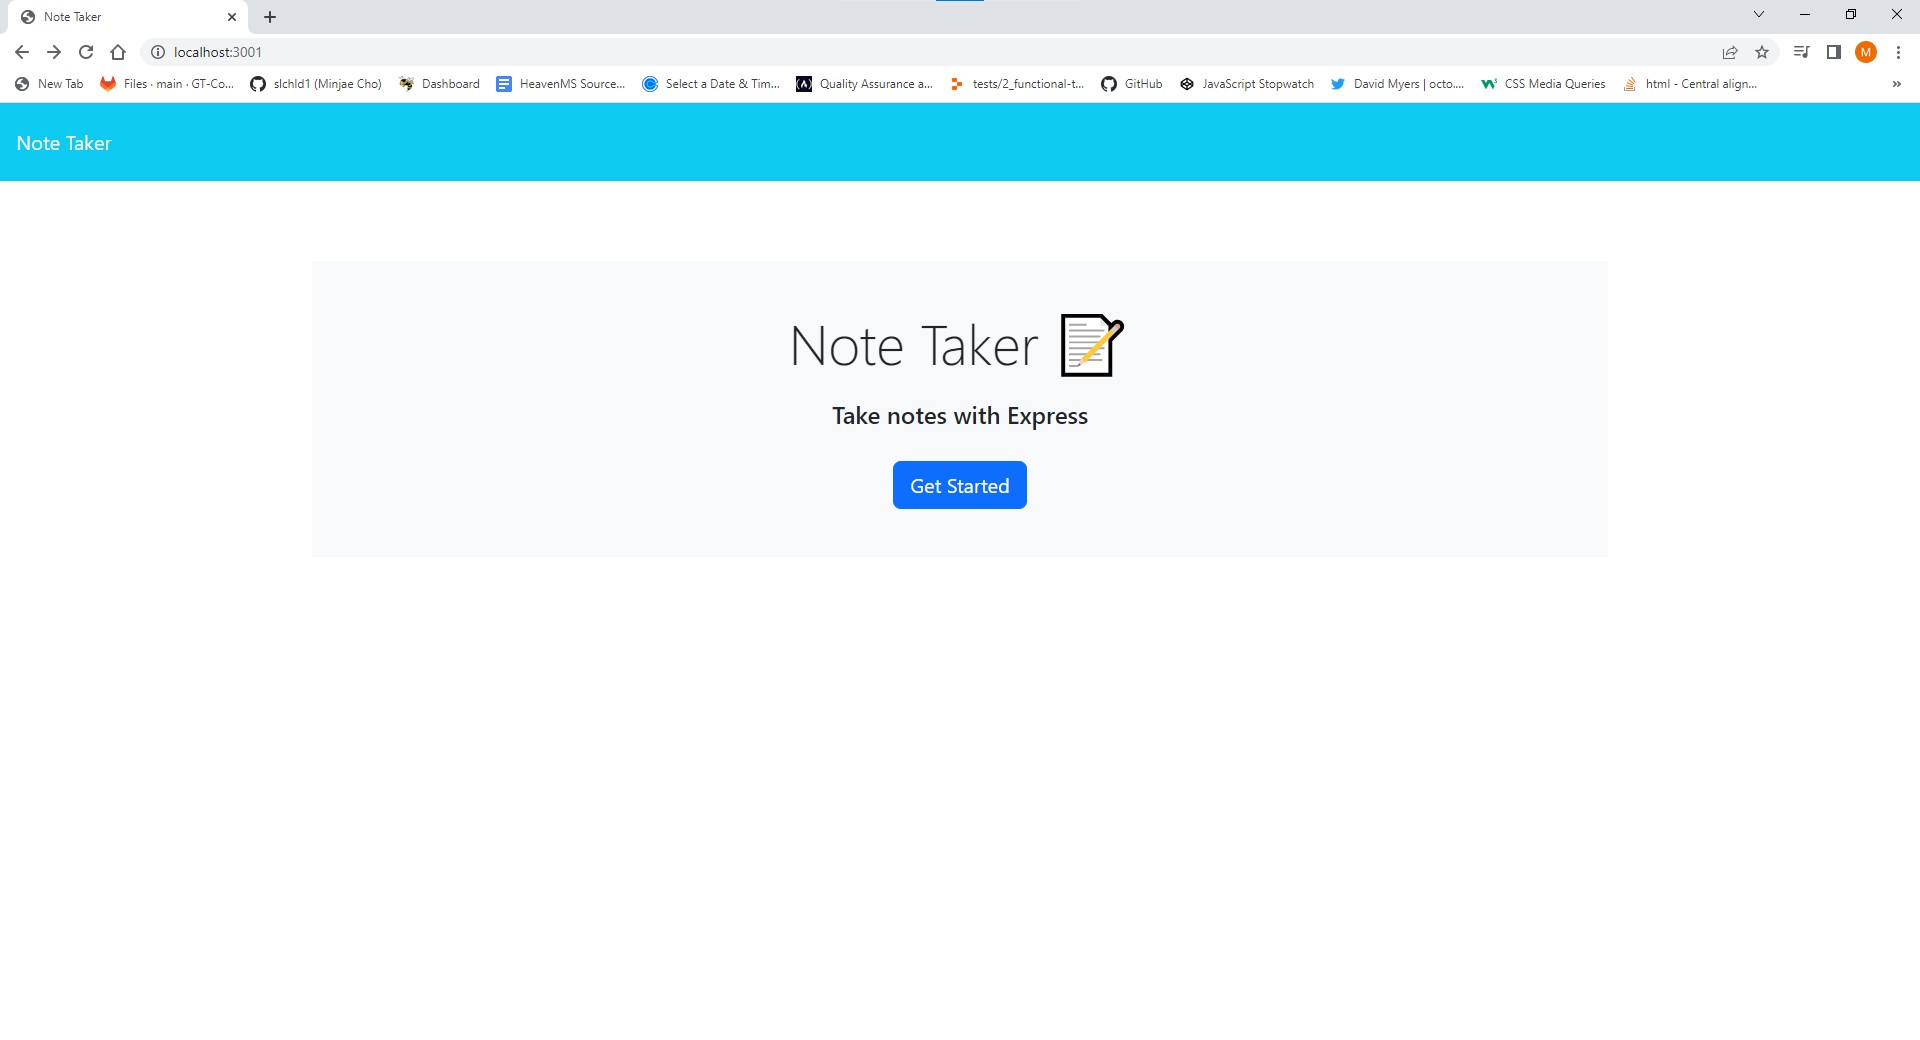 Note Taker
localhost:3001
New Tab
Files · main · GT-Co...
slchld1 (Minjae Cho)
Dashboard
HeavenMS Source...
Select a Date & Tim...
Quality Assurance a...
tests/2_functional-t...
GitHub
JavaScript Stopwatch
David Myers | octo....
CSS Media Queries
html - Central align...
M
Note Taker
Note Taker
Take notes with Express
Get Started